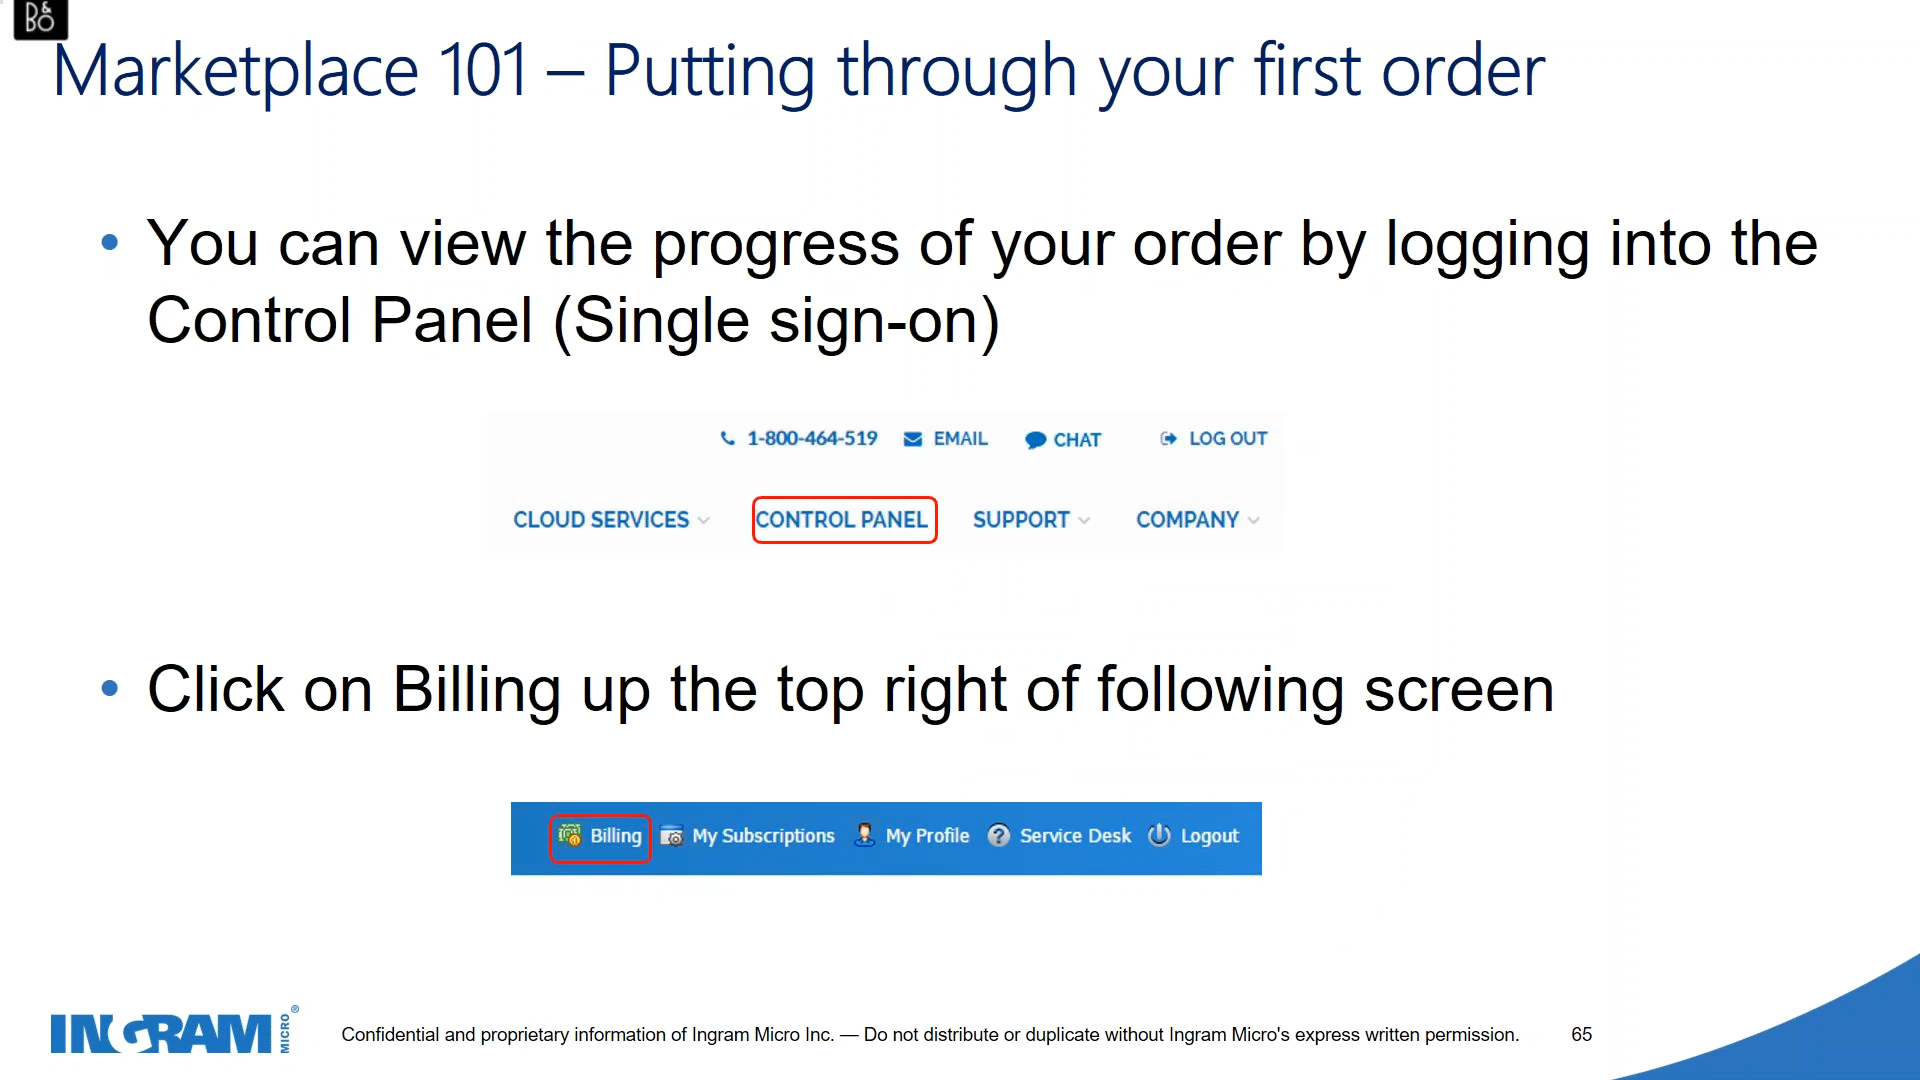 B&O
Marketplace 101 – Putting through your first order
• You can view the progress of your order by logging into the
Control Panel (Single sign-on)
1-800-464-519 EMAIL CHAT LOG OUT
CLOUD SERVICES CONTROL PANEL SUPPORT COMPANY
• Click on Billing up the top right of following screen
Billing My Subscriptions My Profile Service Desk Logout
INGRAM MICRO®
Confidential and proprietary information of Ingram Micro Inc. — Do not distribute or duplicate without Ingram Micro's express written permission. 65